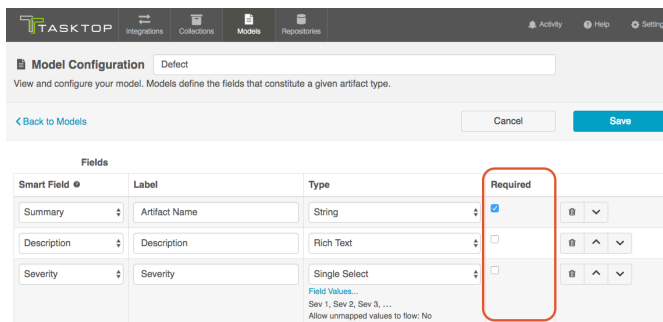 TASKTOP
Integrations
Collections
Models
Repositories
Activity
Help
Setting
Model Configuration
Defect
View and configure your model. Models define the fields that constitute a given artifact type.
Back to Models
Cancel
Save
Fields
Smart Field
Label
Type
Required
Summary
Artifact Name
String
Description
Description
Rich Text
Severity
Severity
Single Select
Field Values...
Sev 1, Sev 2, Sev 3, ...
Allow unmapped values to flow: No